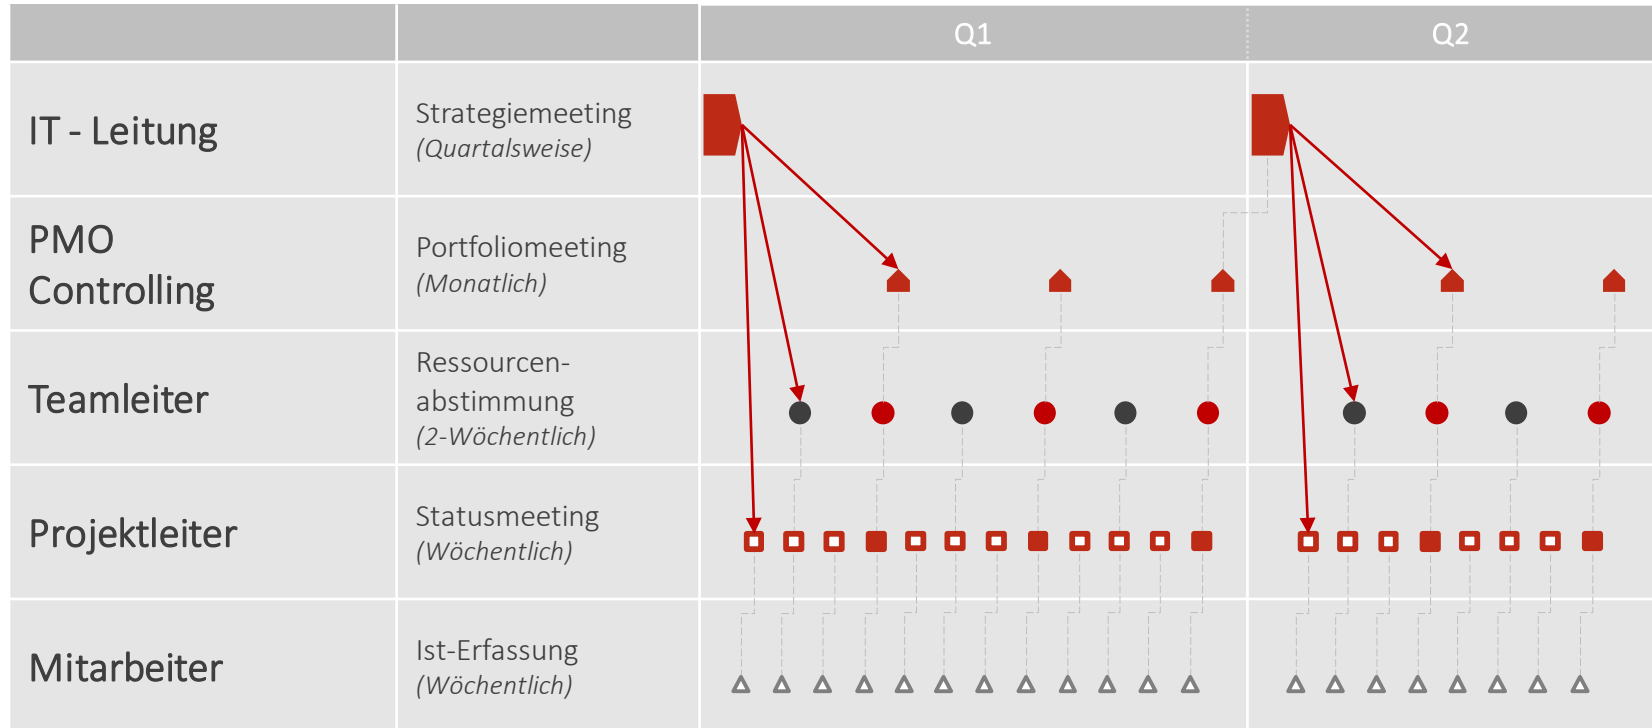 Q1 Q2
IT - Leitung
Strategiemeeting
(Quartalsweise)
PMO
Controlling
Portfoliomeeting
(Monatlich)
Teamleiter
Ressourcen-
abstimmung
(2-Wöchentlich)
Projektleiter
Statusmeeting
(Wöchentlich)
Mitarbeiter
Ist-Erfassung
(Wöchentlich)